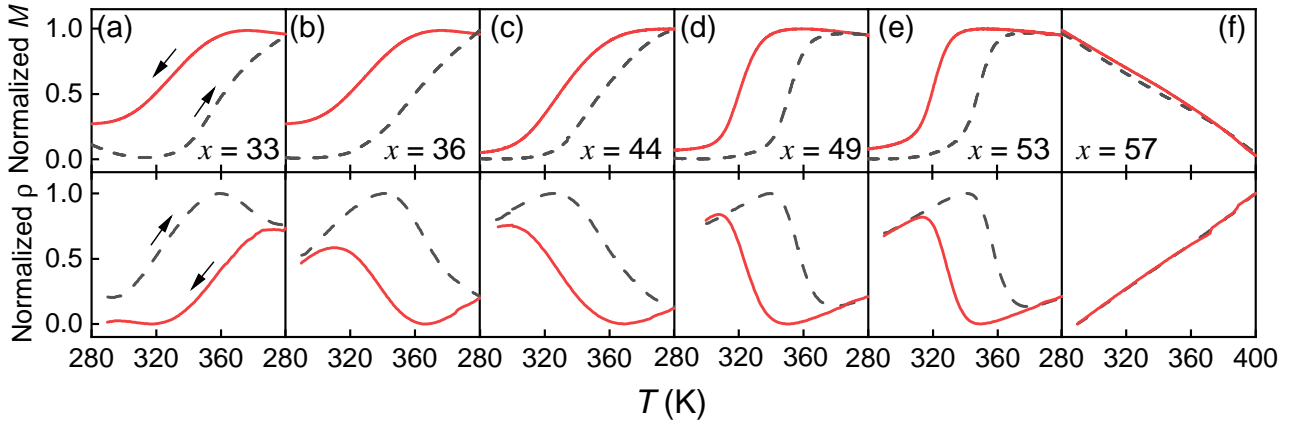 Normalized M
1.0
0.5
0.0
(a)
x = 33
(b)
x = 36
(c)
x = 44
(d)
x = 49
(e)
x = 53
(f)
x = 57
Normalized ρ
1.0
0.5
0.0
280 320 360 280 320 360 280 320 360 280 320 360 280 320 360 280 320 360 400
T (K)